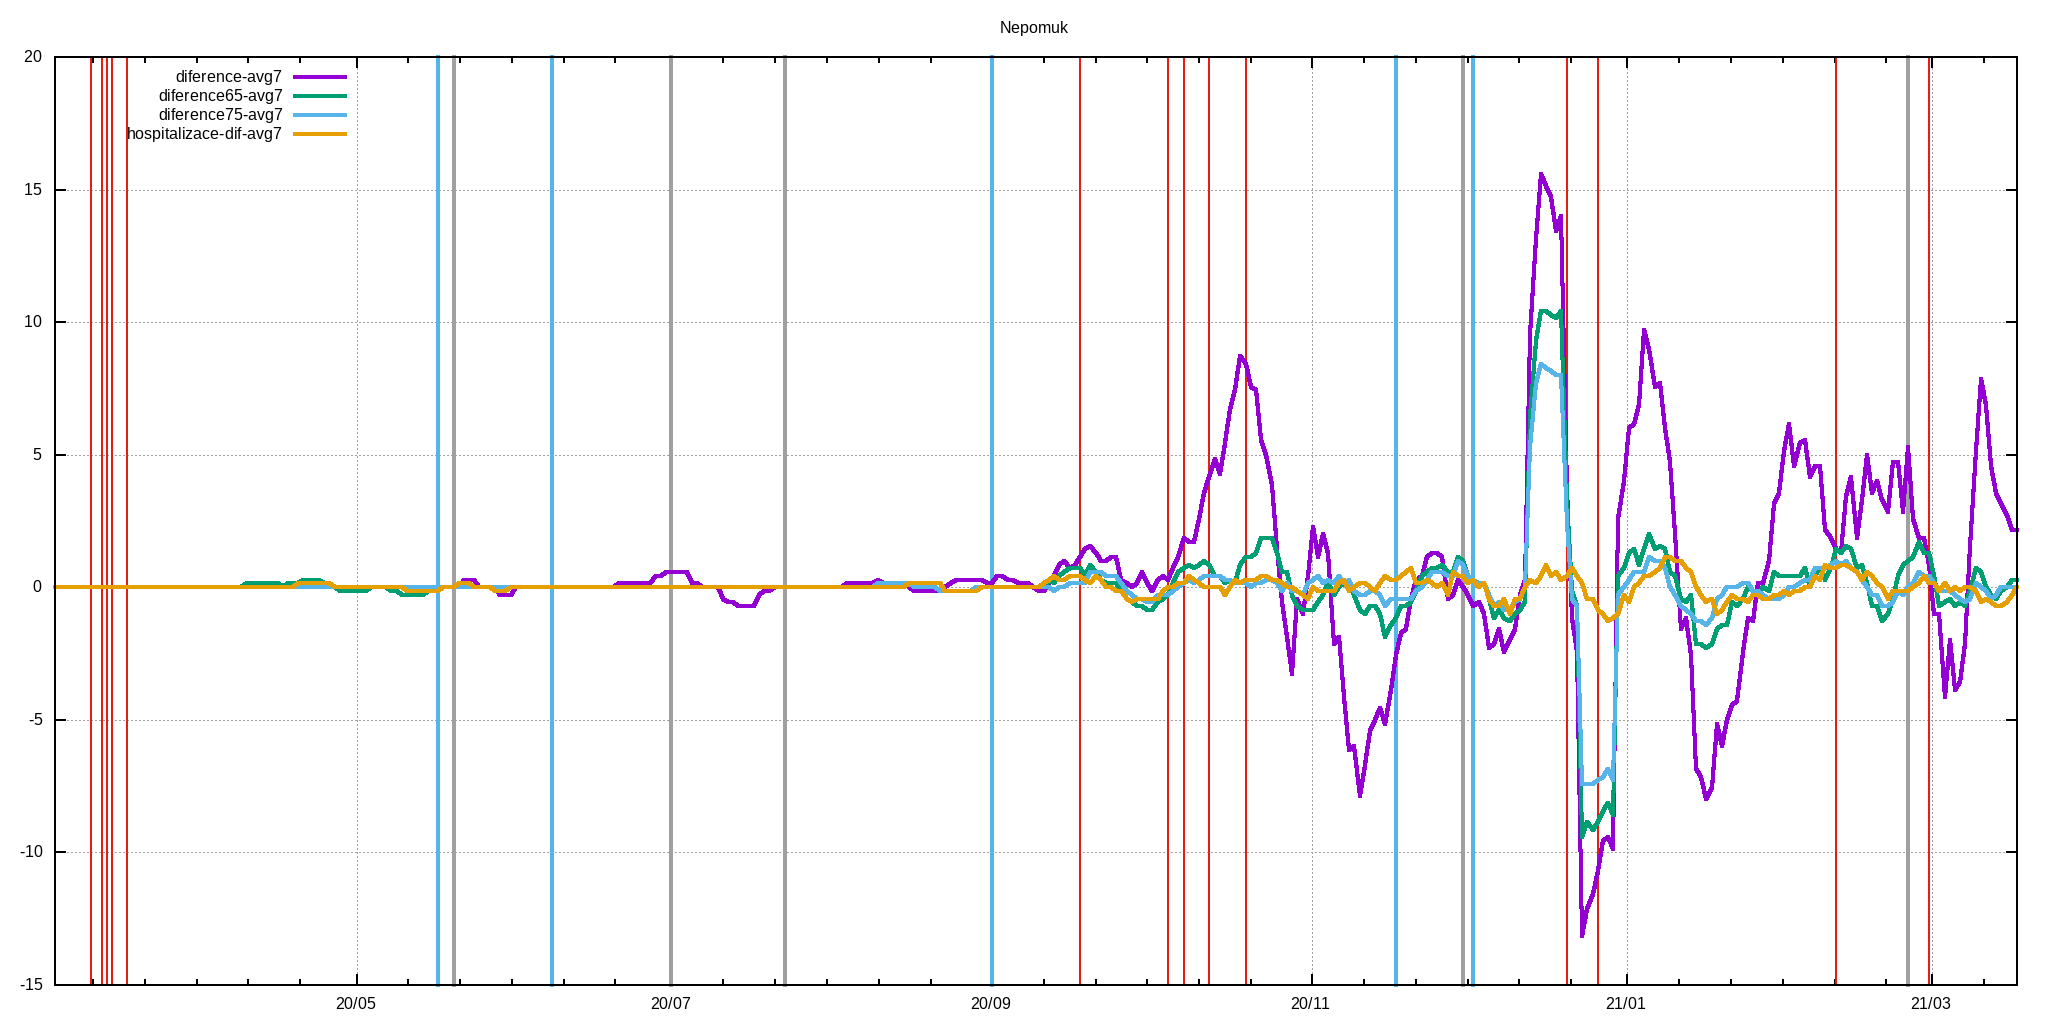 Nepomuk
20
diference-avg7
diference65-avg7
diference75-avg7
hospitalizace-dif-avg7
15
10
5
0
-5
-10
-15
20/05 20/07 20/09 20/11 21/01 21/03